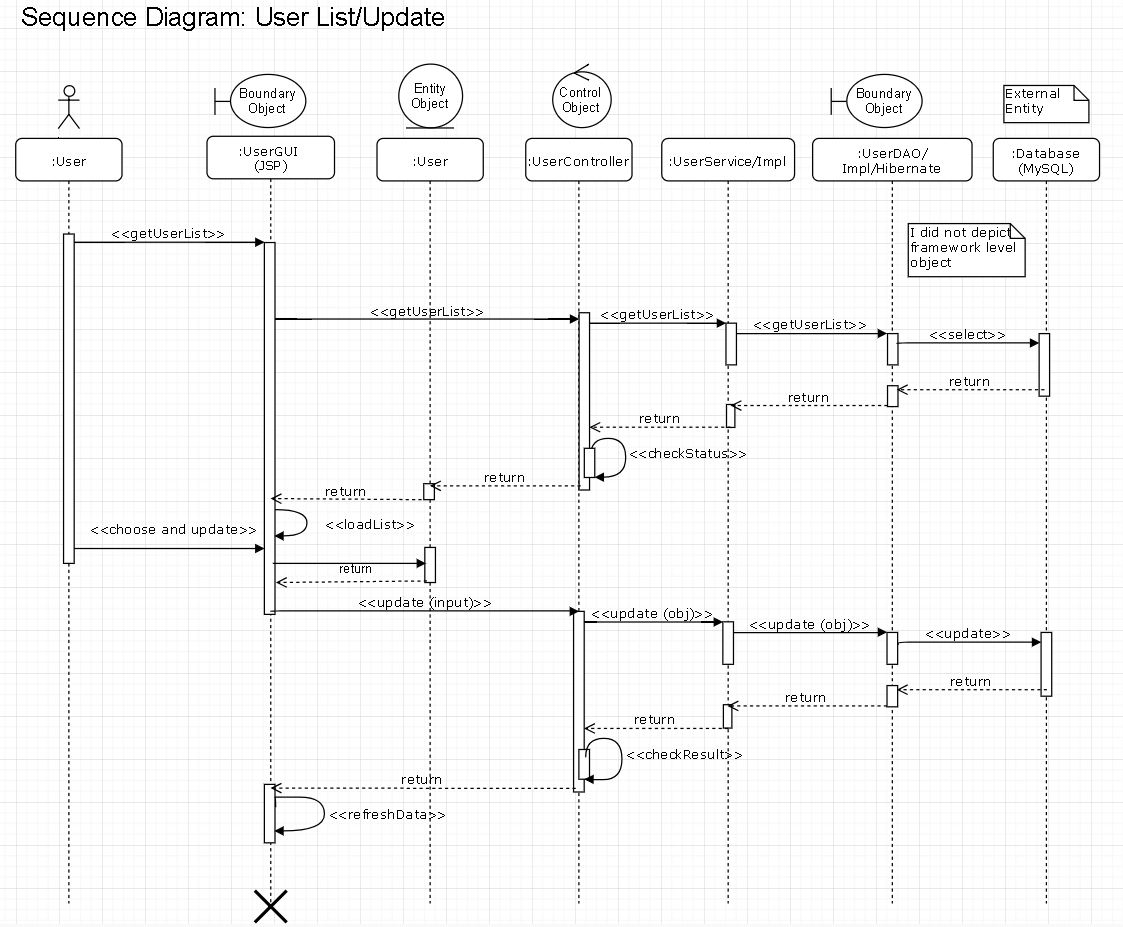 Sequence Diagram: User List/Update
Boundary
Object
Entity
Object
Control
Object
Boundary
Object
External
Entity
:User
:UserGUI
(JSP)
:User
:UserController
:UserService/Impl
:UserDAO/
Impl/Hibernate
:Database
(MySQL)
I did not depict
framework level
object
<<getUserList>>
<<getUserList>>
<<getUserList>>
<<getUserList>>
<<select>>
return
return
return
<<checkStatus>>
return
return
<<loadList>>
<<choose and update>>
return
<<update (input)>>
<<update (obj)>>
<<update (obj)>>
<<update>>
return
return
return
<<checkResult>>
return
<<refreshData>>